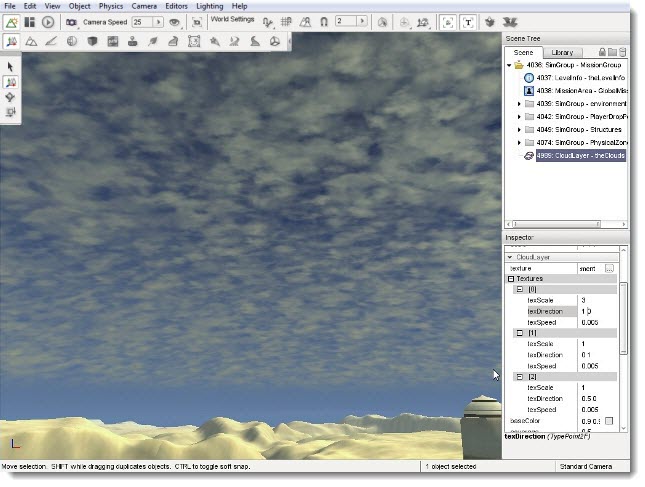 File Edit View Object Physics Camera Editors Lighting Help
Camera Speed 25 World Settings 2
T
Scene Tree
Scene Library
4036: SimGroup - MissionGroup
4037: LevelInfo - theLevelInfo
4038: MissionArea - GlobalMis
4039: SimGroup - environment
4042: SimGroup - PlayerDropP
4049: SimGroup - Structures
4074: SimGroup - PhysicalZone
4989: CloudLayer - theClouds
Inspector
CloudLayer
texture ment ...
Textures
[0]
texScale 3
texDirection 1 0
texSpeed 0.005
[1]
texScale 1
texDirection 0 1
texSpeed 0.005
[2]
texScale 1
texDirection 0.5 0
texSpeed 0.005
baseColor 0.9 0.9
texDirection (TypePoint2F)
Move selection. SHIFT while dragging duplicates objects. CTRL to toggle soft snap. 1 object selected Standard Camera